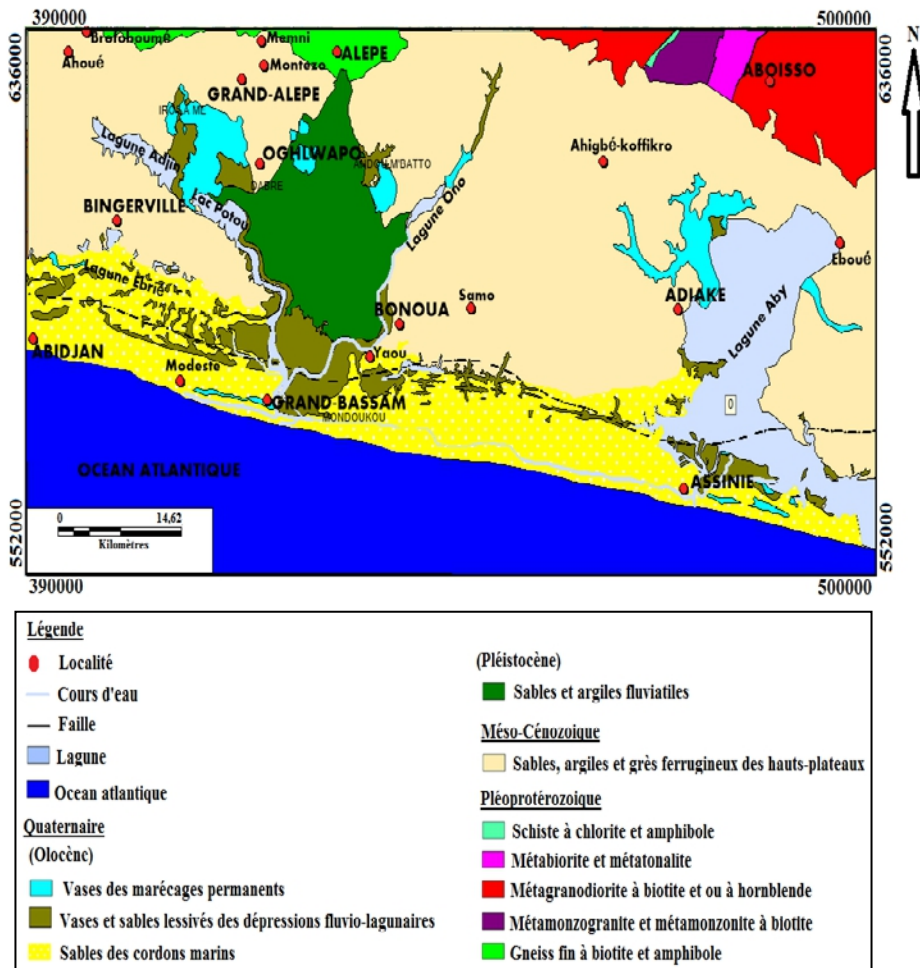 390000
500000
N
636000
636000
Brofoboumé
Memni
Ahoué
Montezo
ALEPE
GRAND-ALEPE
ABOISSO
Lagune Adjin
OGHLWAPO
DABRE
Ahigbé-koffikro
Lac Potou
Lagune Ono
BINGERVILLE
Eboué
Lagune Ebrié
ADIAKE
Samo
BONOUA
Lagune Aby
ABIDJAN
Yaou
Modeste
GRAND BASSAM
MONDOUKOU
0
OCEAN ATLANTIQUE
ASSINIE
0 14,62
Kilomètres
552000
552000
390000
500000
Légende
Localité
Cours d'eau
Faille
Lagune
Ocean atlantique
Quaternaire
(Olocènc)
Vases des marécages permanents
Vases et sables lessivés des dépressions fluvio-lagunaires
Sables des cordons marins
(Pléistocène)
Sables et argiles fluviatiles
Méso-Cénozoique
Sables, argiles et grès ferrugineux des hauts-plateaux
Pléoprotérozoique
Schiste à chlorite et amphibole
Métabiorite et métatonalite
Métagranodiorite à biotite et ou à hornblende
Métamonzogranite et métamonzonite à biotite
Gneiss fin à biotite et amphibole